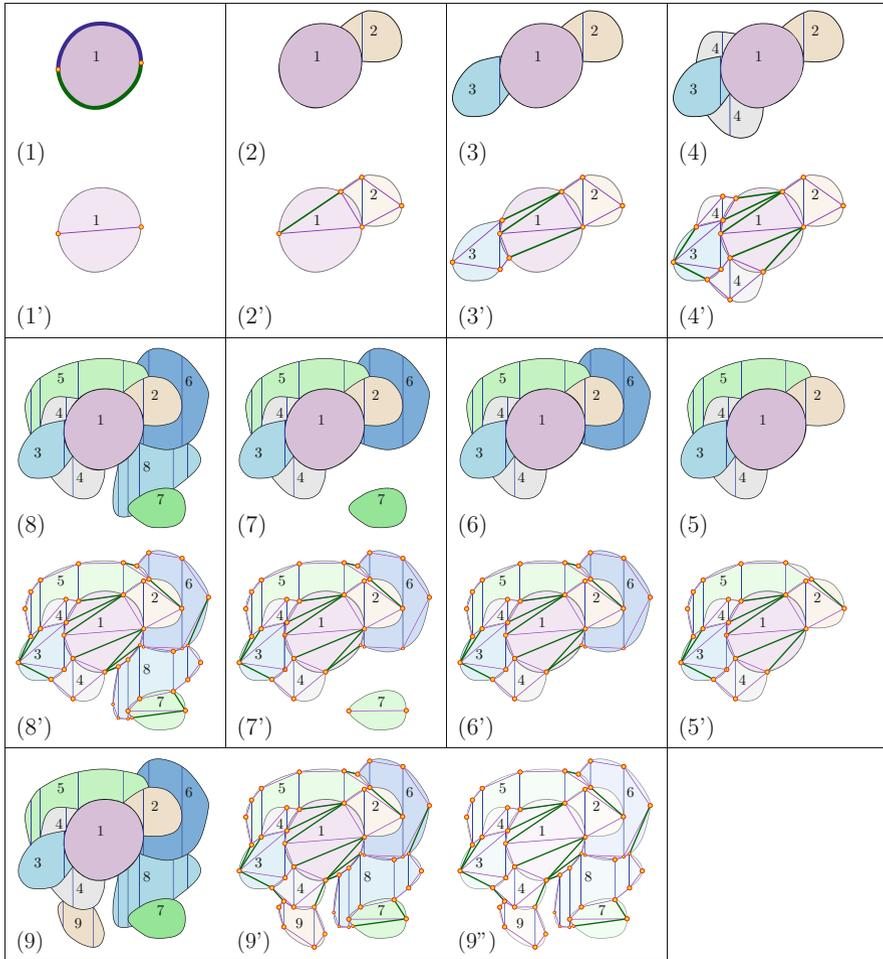 1 1 2 1 2 3 1 2 3 4 4
(1) (2) (3) (4)
1 1 2 1 2 3 1 2 3 4 4
(1') (2') (3') (4')
5 6 2 4 1 3 8 4 7 5 6 2 4 1 3 4 7 5 6 2 4 1 3 4 5 2 4 1 3 4
(8) (7) (6) (5)
5 6 2 4 1 3 8 4 7 5 6 2 4 1 3 4 7 5 6 2 4 1 3 4 5 2 4 1 3 4
(8') (7') (6') (5')
5 6 2 4 1 3 8 4 7 9 5 6 2 4 1 3 8 4 7 9 5 6 2 4 1 3 8 4 7 9
(9) (9') (9")